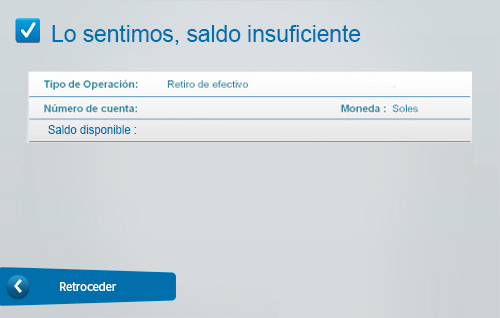 Lo sentimos, saldo insuficiente
Tipo de Operación: Retiro de efectivo
Número de cuenta: Moneda : Soles
Saldo disponible :
Retroceder